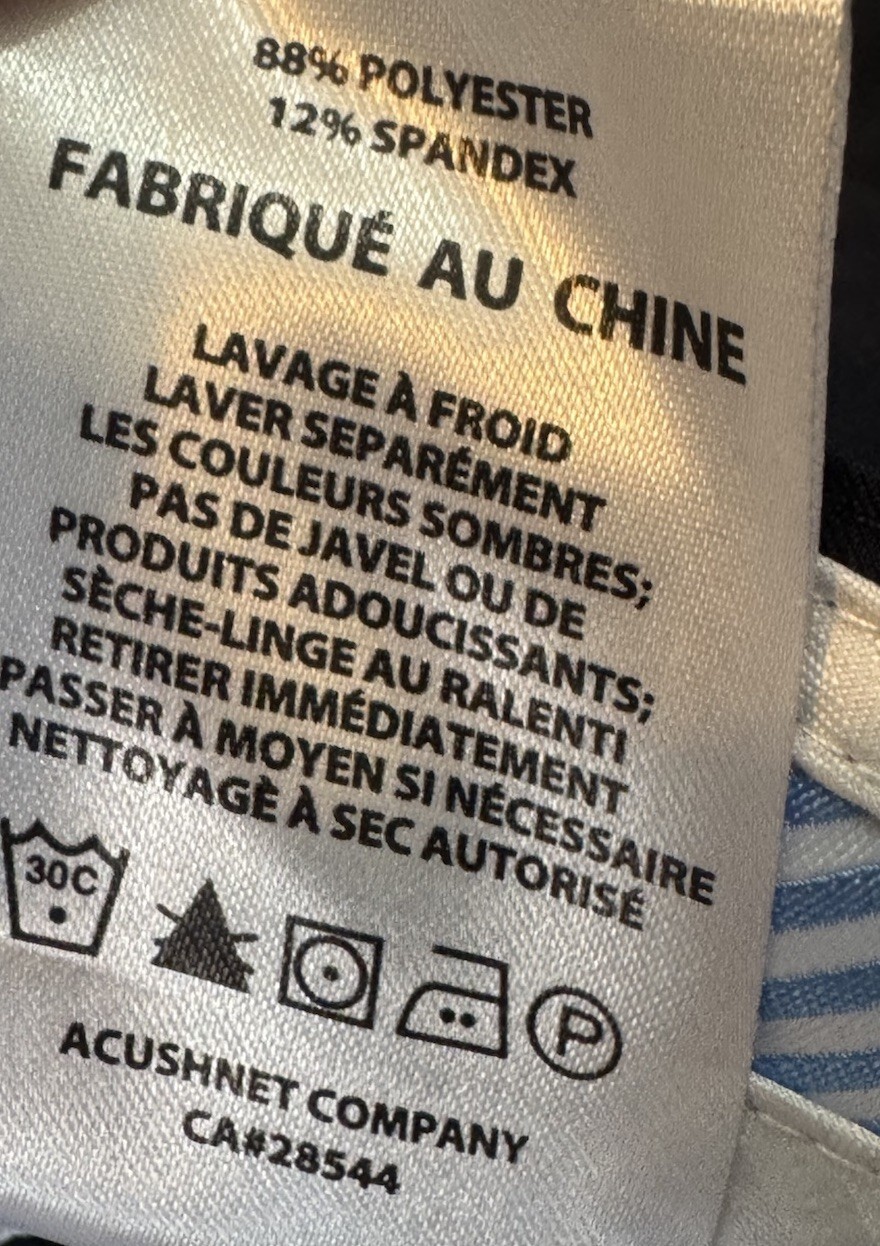 88% POLYESTER
12% SPANDEX
FABRIQUÉ AU CHINE
LAVAGE À FROID
LAVER SEPARÉMENT
LES COULEURS SOMBRES;
PAS DE JAVEL OU DE
PRODUITS ADOUCISSANTS;
SÈCHE-LINGE AU RALENTI
RETIRER IMMÉDIATEMENT
PASSER À MOYEN SI NÉCESSAIRE
NETTOYAGÈ À SEC AUTORISÉ
30C P
ACUSHNET COMPANY
CA#28544